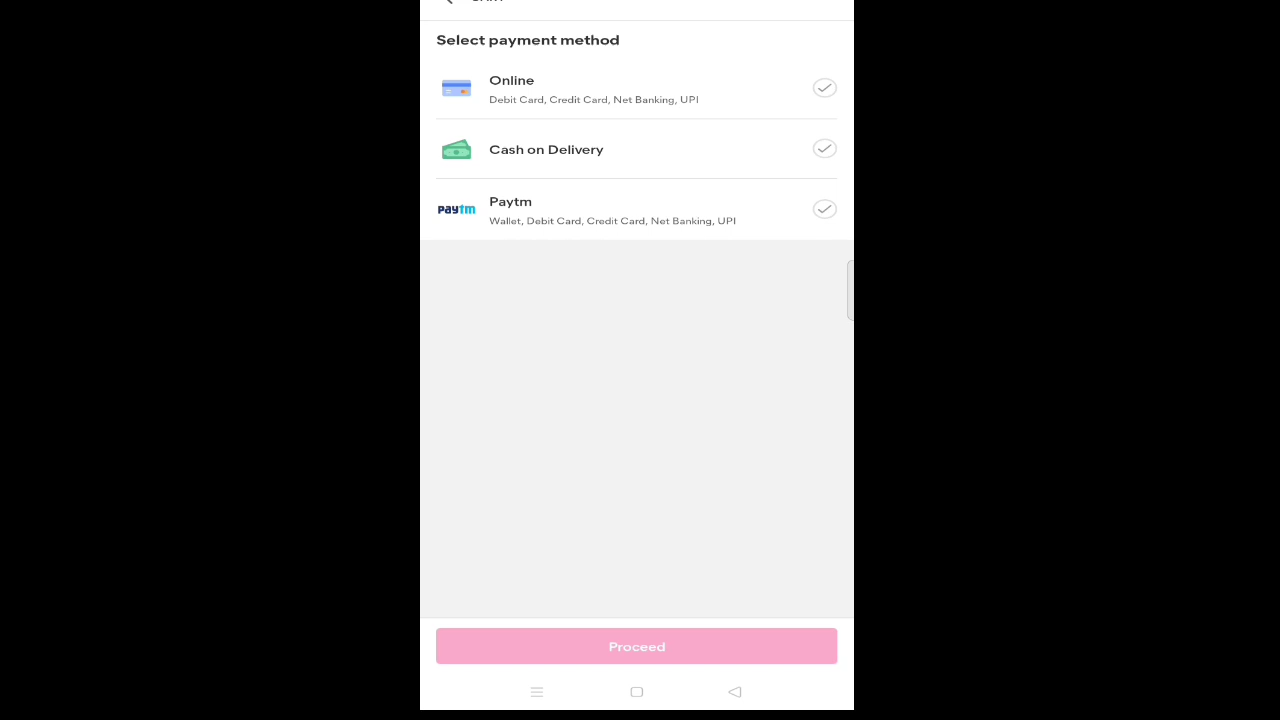 Select payment method
Online
Debit Card, Credit Card, Net Banking, UPI
Cash on Delivery
paytm
Paytm
Wallet, Debit Card, Credit Card, Net Banking, UPI
Proceed